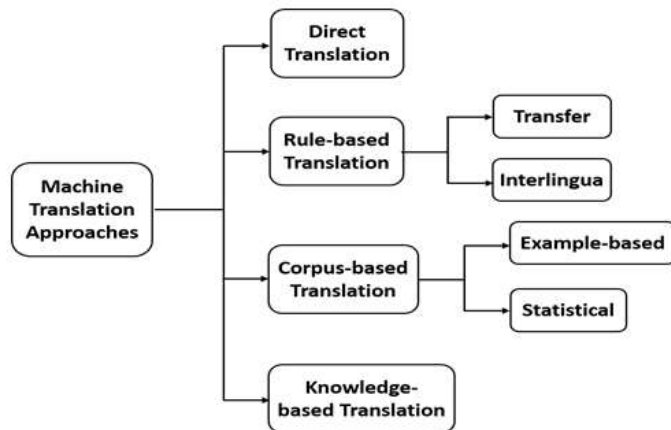 Direct
Translation
Rule-based
Translation
Transfer
Interlingua
Machine
Translation
Approaches
Corpus-based
Translation
Example-based
Statistical
Knowledge-
based Translation